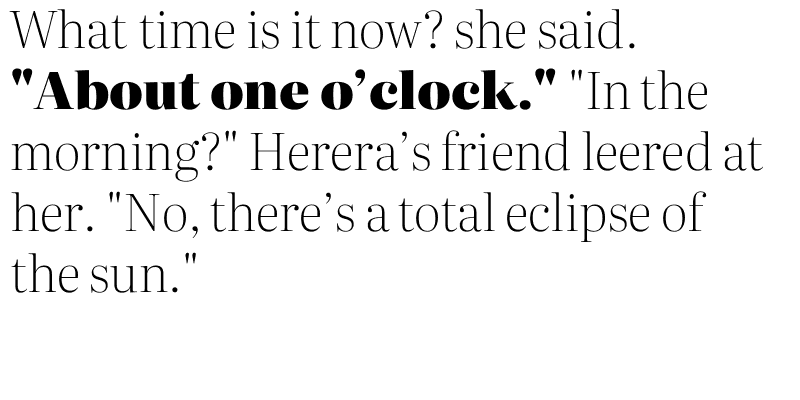 What time is it now? she said.
"About one o’clock." "In the
morning?" Herera’s friend leered at
her. "No, there’s a total eclipse of
the sun."